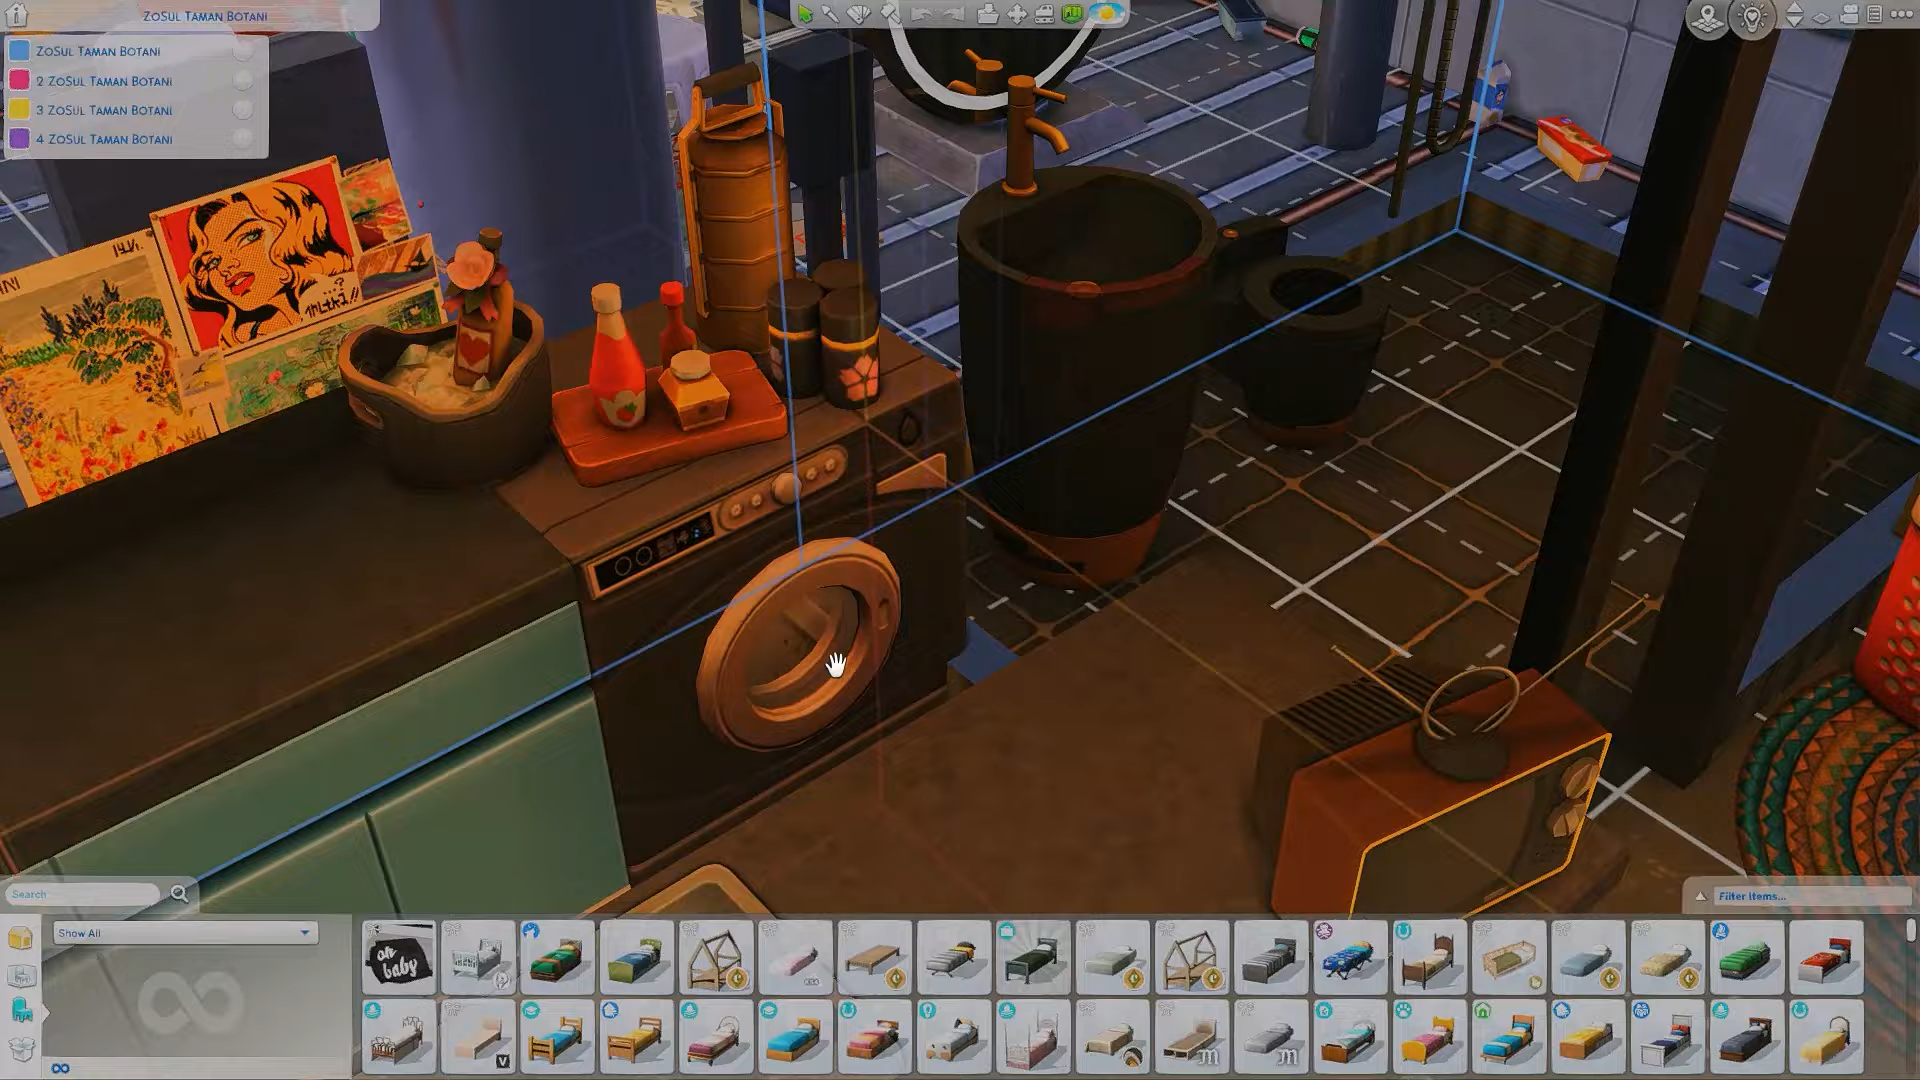 ZoSul Taman Botani
ZoSul Taman Botani
2 ZoSul Taman Botani
3 ZoSul Taman Botani
4 ZoSul Taman Botani
Search
Filter Items...
Show All
oh
baby
V
m
m